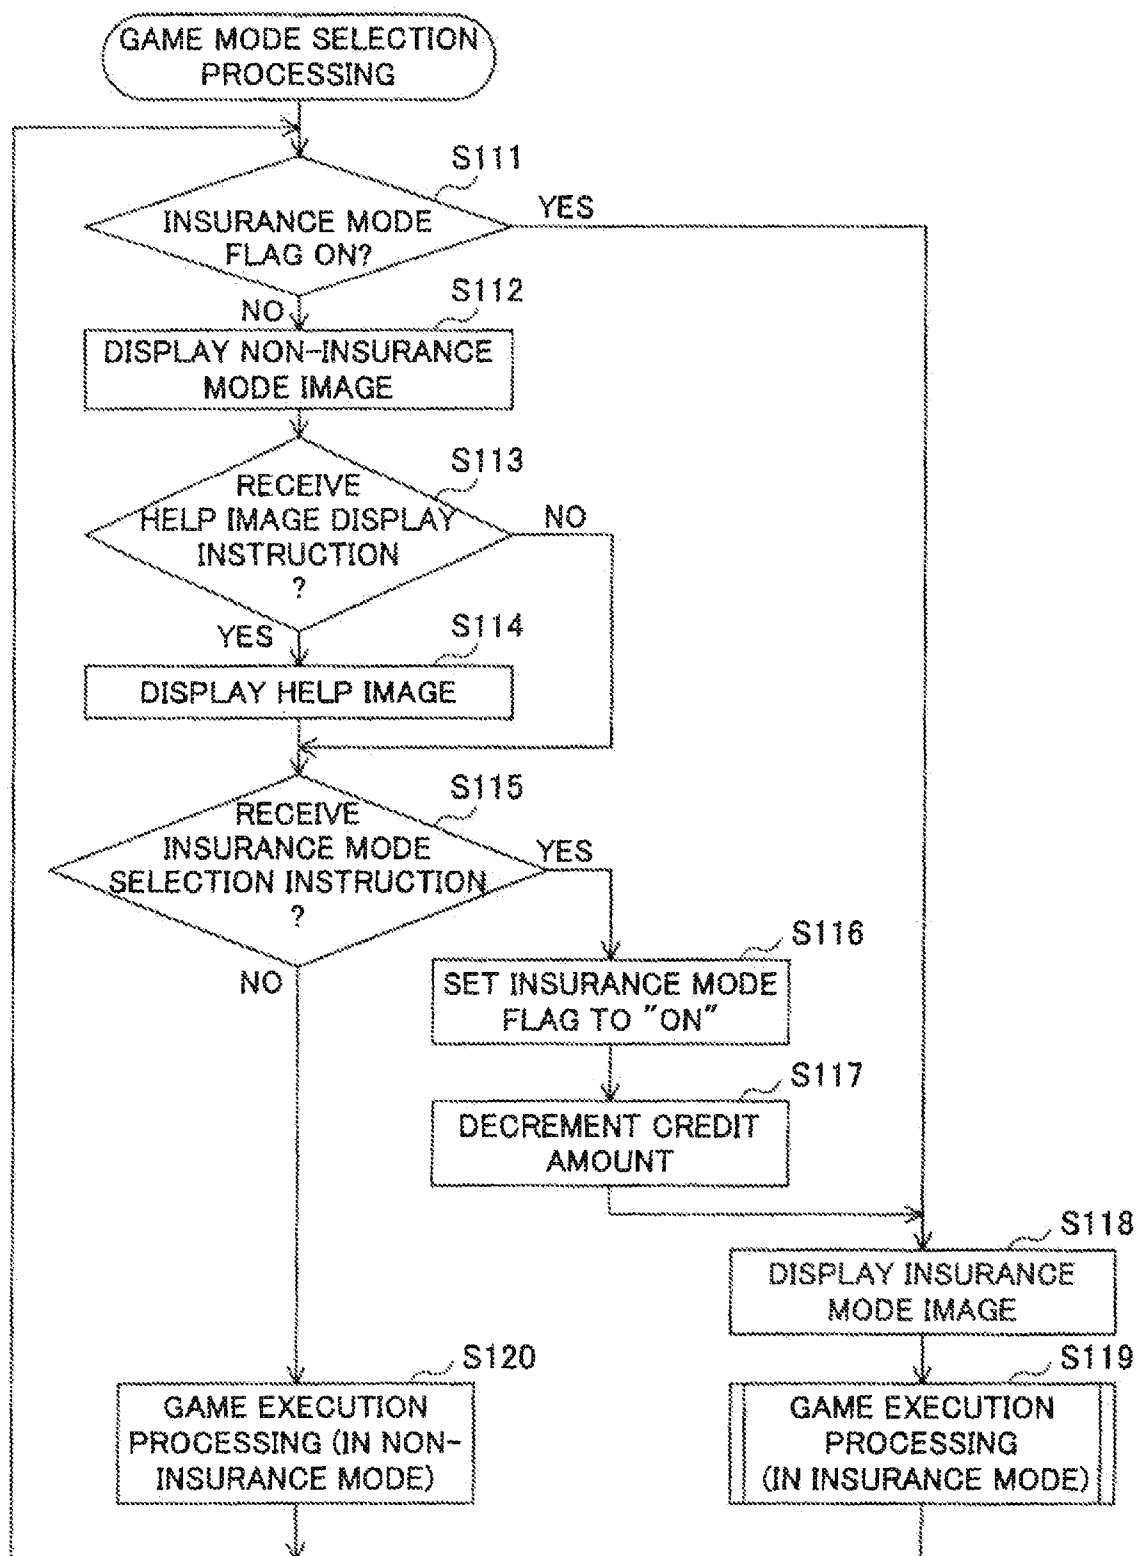 GAME MODE SELECTION
PROCESSING
S111
INSURANCE MODE
FLAG ON?
YES
NO
S112
DISPLAY NON-INSURANCE
MODE IMAGE
S113
RECEIVE
HELP IMAGE DISPLAY
INSTRUCTION
?
NO
YES
S114
DISPLAY HELP IMAGE
S115
RECEIVE
INSURANCE MODE
SELECTION INSTRUCTION
?
YES
NO
S116
SET INSURANCE MODE
FLAG TO "ON"
S117
DECREMENT CREDIT
AMOUNT
S118
DISPLAY INSURANCE
MODE IMAGE
S120
GAME EXECUTION
PROCESSING (IN NON-
INSURANCE MODE)
S119
GAME EXECUTION
PROCESSING
(IN INSURANCE MODE)